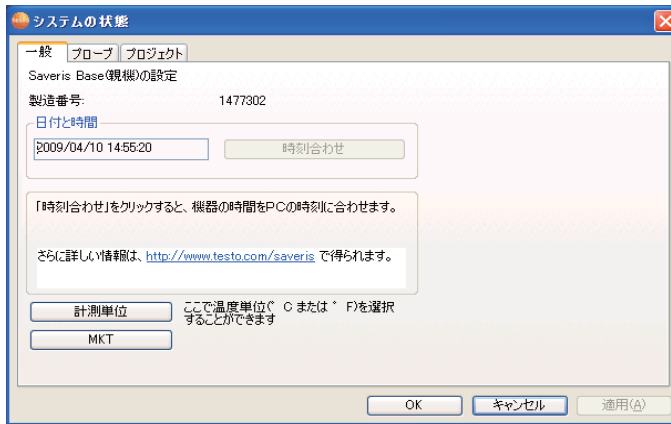 システムの状態
一般 プローブ プロジェクト
Saveris Base(親機)の設定
製造番号: 1477302
日付と時間
2009/04/10 14:55:20 時刻合わせ
「時刻合わせ」をクリックすると、機器の時間をPCの時刻に合わせます。
さらに詳しい情報は、http://www.testo.com/saveris で得られます。
計測単位 ここで温度単位(°C または °F)を選択
することができます
MKT
OK キャンセル 適用(A)